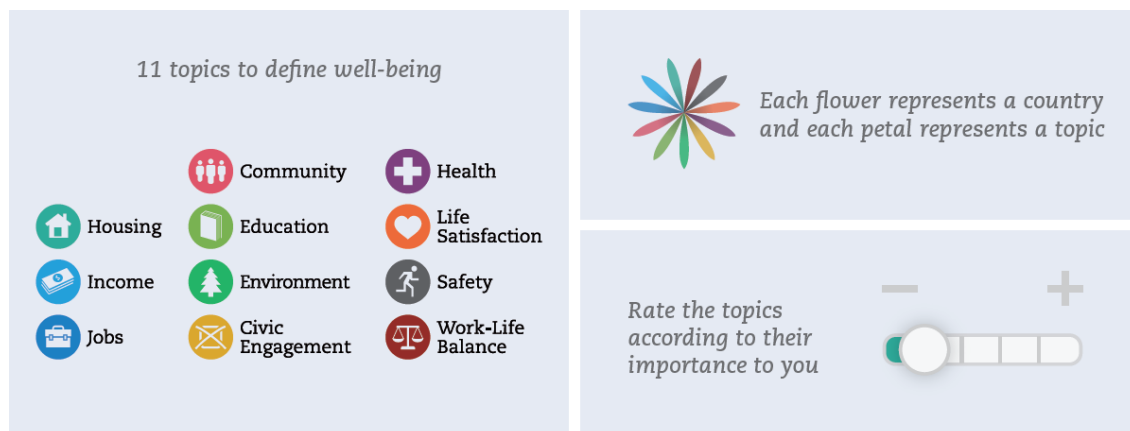 11 topics to define well-being
Community
Health
Housing
Education
Life
Satisfaction
Income
Environment
Safety
Jobs
Civic
Engagement
Work-Life
Balance
Each flower represents a country
and each petal represents a topic
Rate the topics
according to their
importance to you